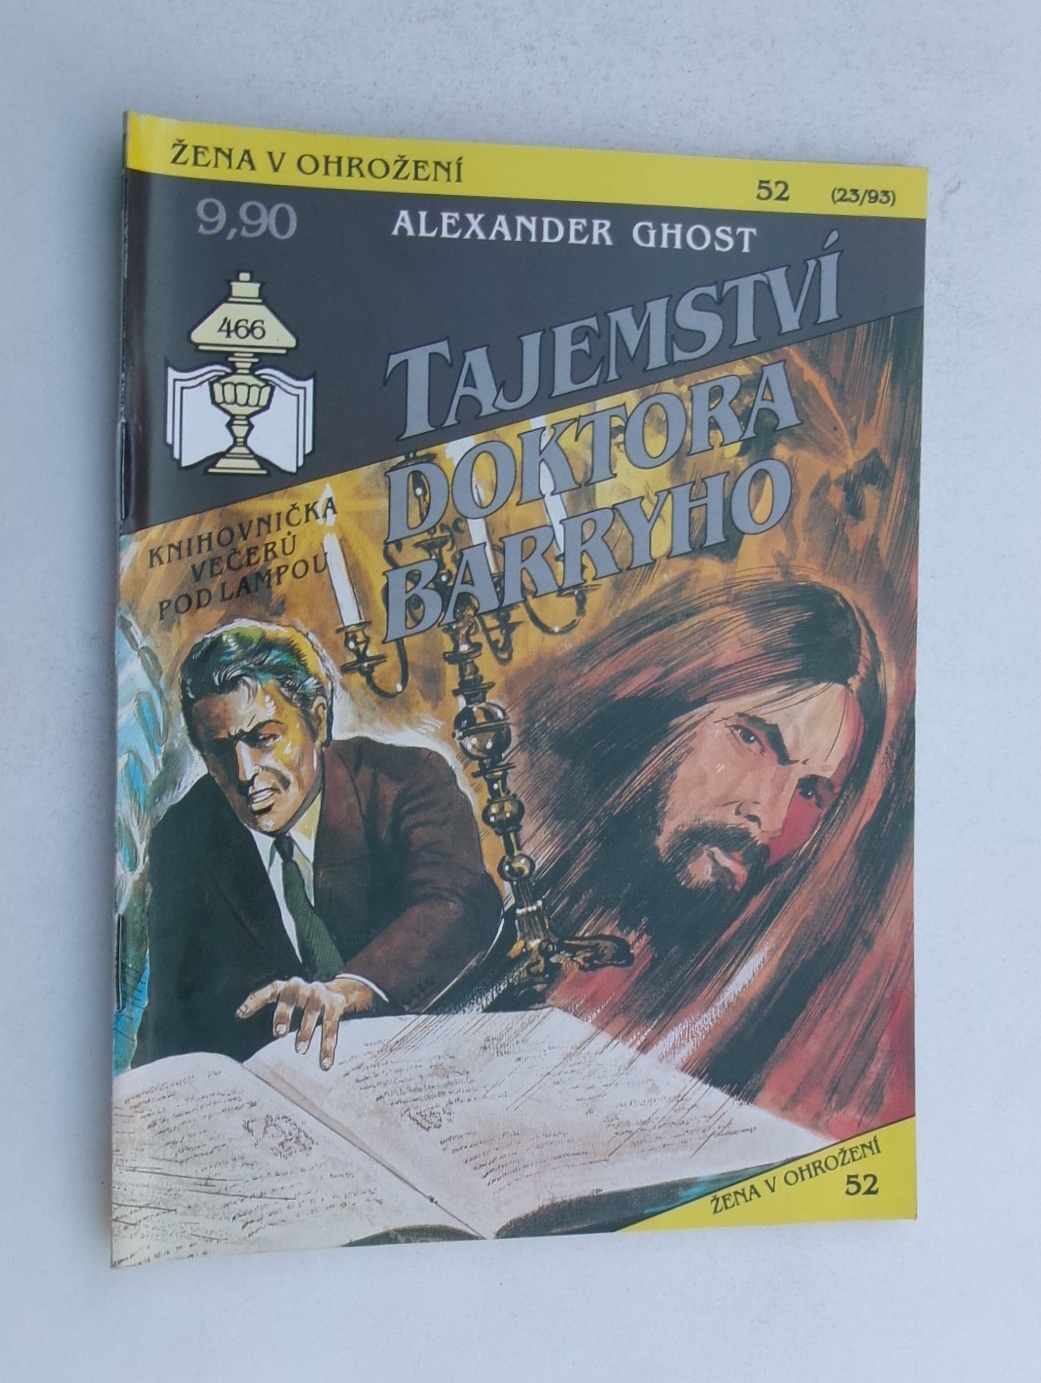 ŽENA V OHROŽENÍ 52 (23/93)
9,90 ALEXANDER GHOST
466
TAJEMSTVÍ
DOKTORA
BARRYHO
KNIHOVNIČKA
VEČERŮ
POD LAMPOU
ŽENA V OHROŽENÍ
52